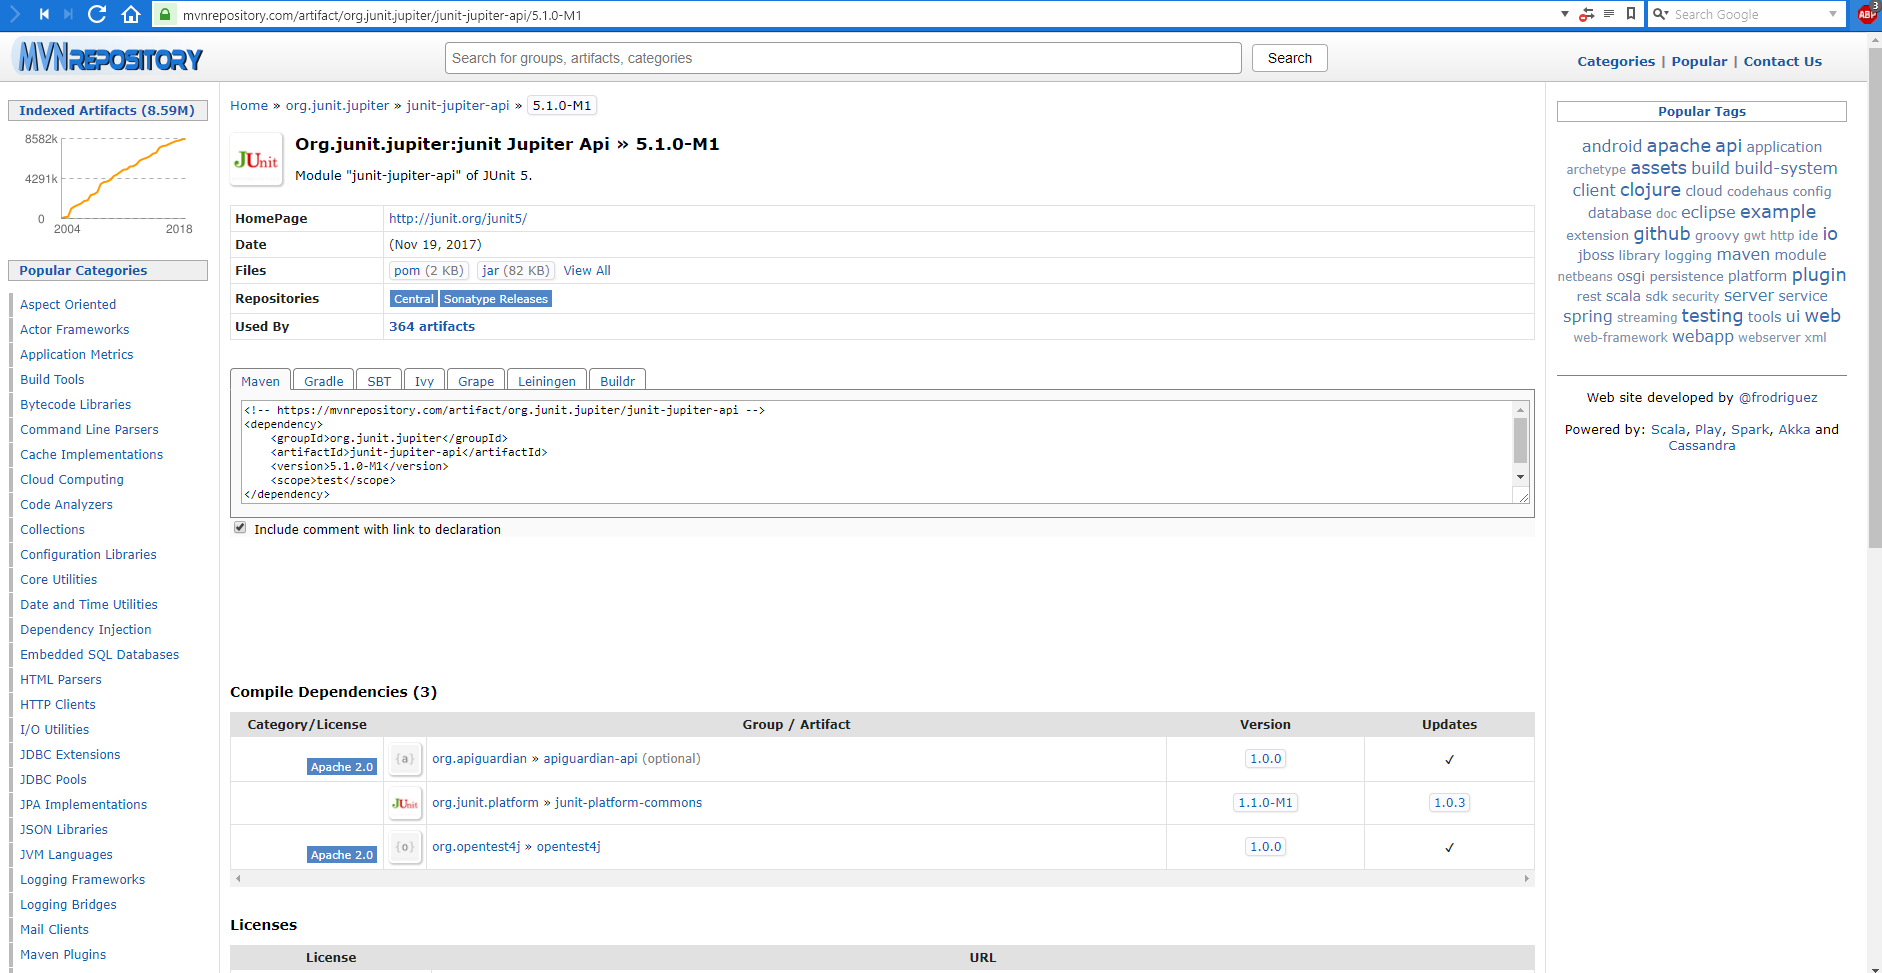 mvnrepository.com/artifact/org.junit.jupiter/junit-jupiter-api/5.1.0-M1
Search Google
ABP
3
MVNREPOSITORY
Search for groups, artifacts, categories
Search
Categories | Popular | Contact Us
Indexed Artifacts (8.59M)
8582k
4291k
0
2004
2018
Popular Categories
Aspect Oriented
Actor Frameworks
Application Metrics
Build Tools
Bytecode Libraries
Command Line Parsers
Cache Implementations
Cloud Computing
Code Analyzers
Collections
Configuration Libraries
Core Utilities
Date and Time Utilities
Dependency Injection
Embedded SQL Databases
HTML Parsers
HTTP Clients
I/O Utilities
JDBC Extensions
JDBC Pools
JPA Implementations
JSON Libraries
JVM Languages
Logging Frameworks
Logging Bridges
Mail Clients
Maven Plugins
Home » org.junit.jupiter » junit-jupiter-api » 5.1.0-M1
JUnit
Org.junit.jupiter:junit Jupiter Api » 5.1.0-M1
Module "junit-jupiter-api" of JUnit 5.
HomePage http://junit.org/junit5/
Date (Nov 19, 2017)
Files pom (2 KB) jar (82 KB) View All
Repositories Central Sonatype Releases
Used By 364 artifacts
Maven Gradle SBT Ivy Grape Leiningen Buildr
<!-- https://mvnrepository.com/artifact/org.junit.jupiter/junit-jupiter-api -->
<dependency>
<groupId>org.junit.jupiter</groupId>
<artifactId>junit-jupiter-api</artifactId>
<version>5.1.0-M1</version>
<scope>test</scope>
</dependency>
Include comment with link to declaration
Compile Dependencies (3)
Category/License Group / Artifact Version Updates
Apache 2.0 {a} org.apiguardian » apiguardian-api (optional) 1.0.0 ✓
JUnit org.junit.platform » junit-platform-commons 1.1.0-M1 1.0.3
Apache 2.0 {o} org.opentest4j » opentest4j 1.0.0 ✓
Licenses
License URL
Popular Tags
android apache api application
archetype assets build build-system
client clojure cloud codehaus config
database doc eclipse example
extension github groovy gwt http ide io
jboss library logging maven module
netbeans osgi persistence platform plugin
rest scala sdk security server service
spring streaming testing tools ui web
web-framework webapp webserver xml
Web site developed by @frodriguez
Powered by: Scala, Play, Spark, Akka and
Cassandra